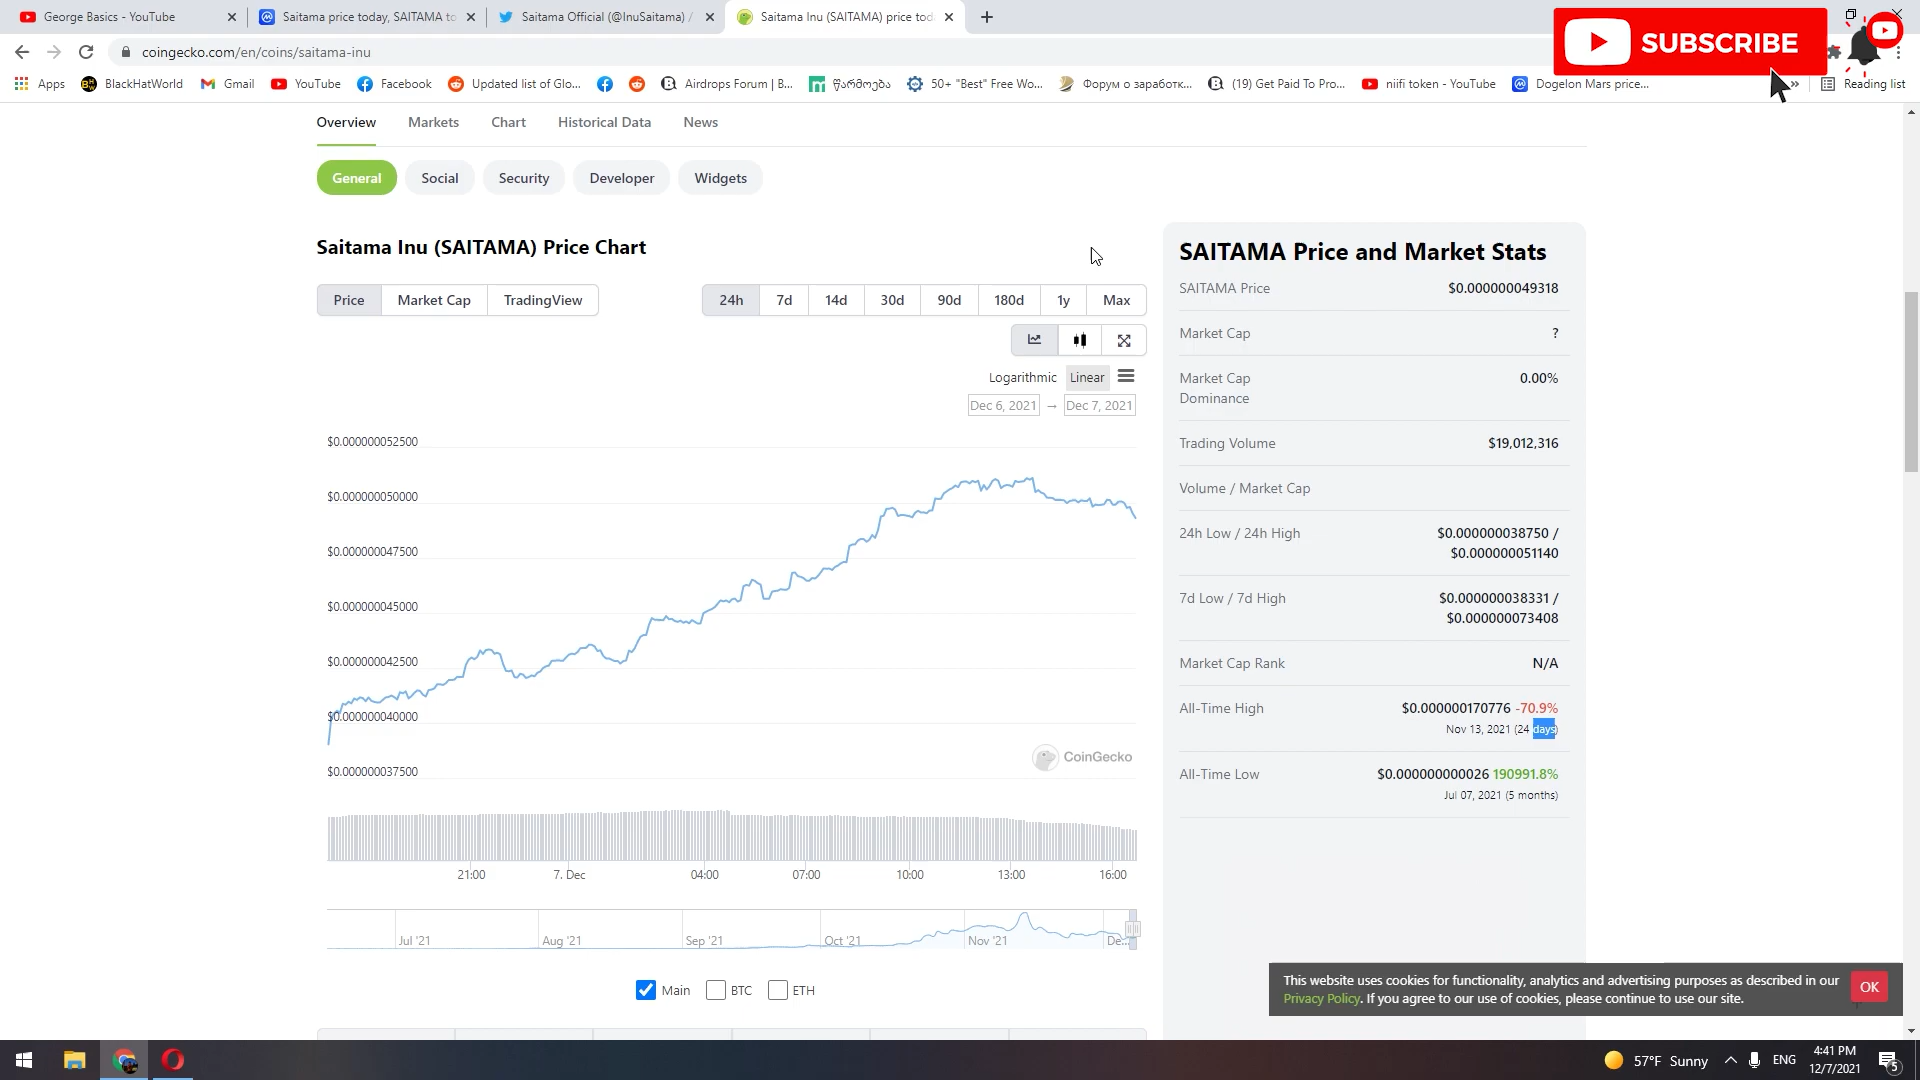 George Basics - YouTube
Saitama price today, SAITAMA to
Saitama Official (@InuSaitama) /
Saitama Inu (SAITAMA) price tod
coingecko.com/en/coins/saitama-inu
SUBSCRIBE
Apps
BlackHatWorld
Gmail
YouTube
Facebook
Updated list of Glo...
Airdrops Forum | B...
წარმოება
50+ "Best" Free Wo...
Форум о заработк...
(19) Get Paid To Pro...
niifi token - YouTube
Dogelon Mars price...
Reading list
Overview
Markets
Chart
Historical Data
News
General
Social
Security
Developer
Widgets
Saitama Inu (SAITAMA) Price Chart
Price
Market Cap
TradingView
24h
7d
14d
30d
90d
180d
1y
Max
Logarithmic
Linear
Dec 6, 2021 → Dec 7, 2021
$0.000000052500
$0.000000050000
$0.000000047500
$0.000000045000
$0.000000042500
$0.000000040000
$0.000000037500
CoinGecko
21:00
7. Dec
04:00
07:00
10:00
13:00
16:00
Jul '21
Aug '21
Sep '21
Oct '21
Nov '21
De...
Main
BTC
ETH
SAITAMA Price and Market Stats
SAITAMA Price
$0.000000049318
Market Cap
?
Market Cap
Dominance
0.00%
Trading Volume
$19,012,316
Volume / Market Cap
24h Low / 24h High
$0.000000038750 /
$0.000000051140
7d Low / 7d High
$0.000000038331 /
$0.000000073408
Market Cap Rank
N/A
All-Time High
$0.000000170776 -70.9%
Nov 13, 2021 (24 days)
All-Time Low
$0.000000000026 190991.8%
Jul 07, 2021 (5 months)
This website uses cookies for functionality, analytics and advertising purposes as described in our
Privacy Policy. If you agree to our use of cookies, please continue to use our site.
OK
57°F Sunny
ENG
4:41 PM
12/7/2021
5